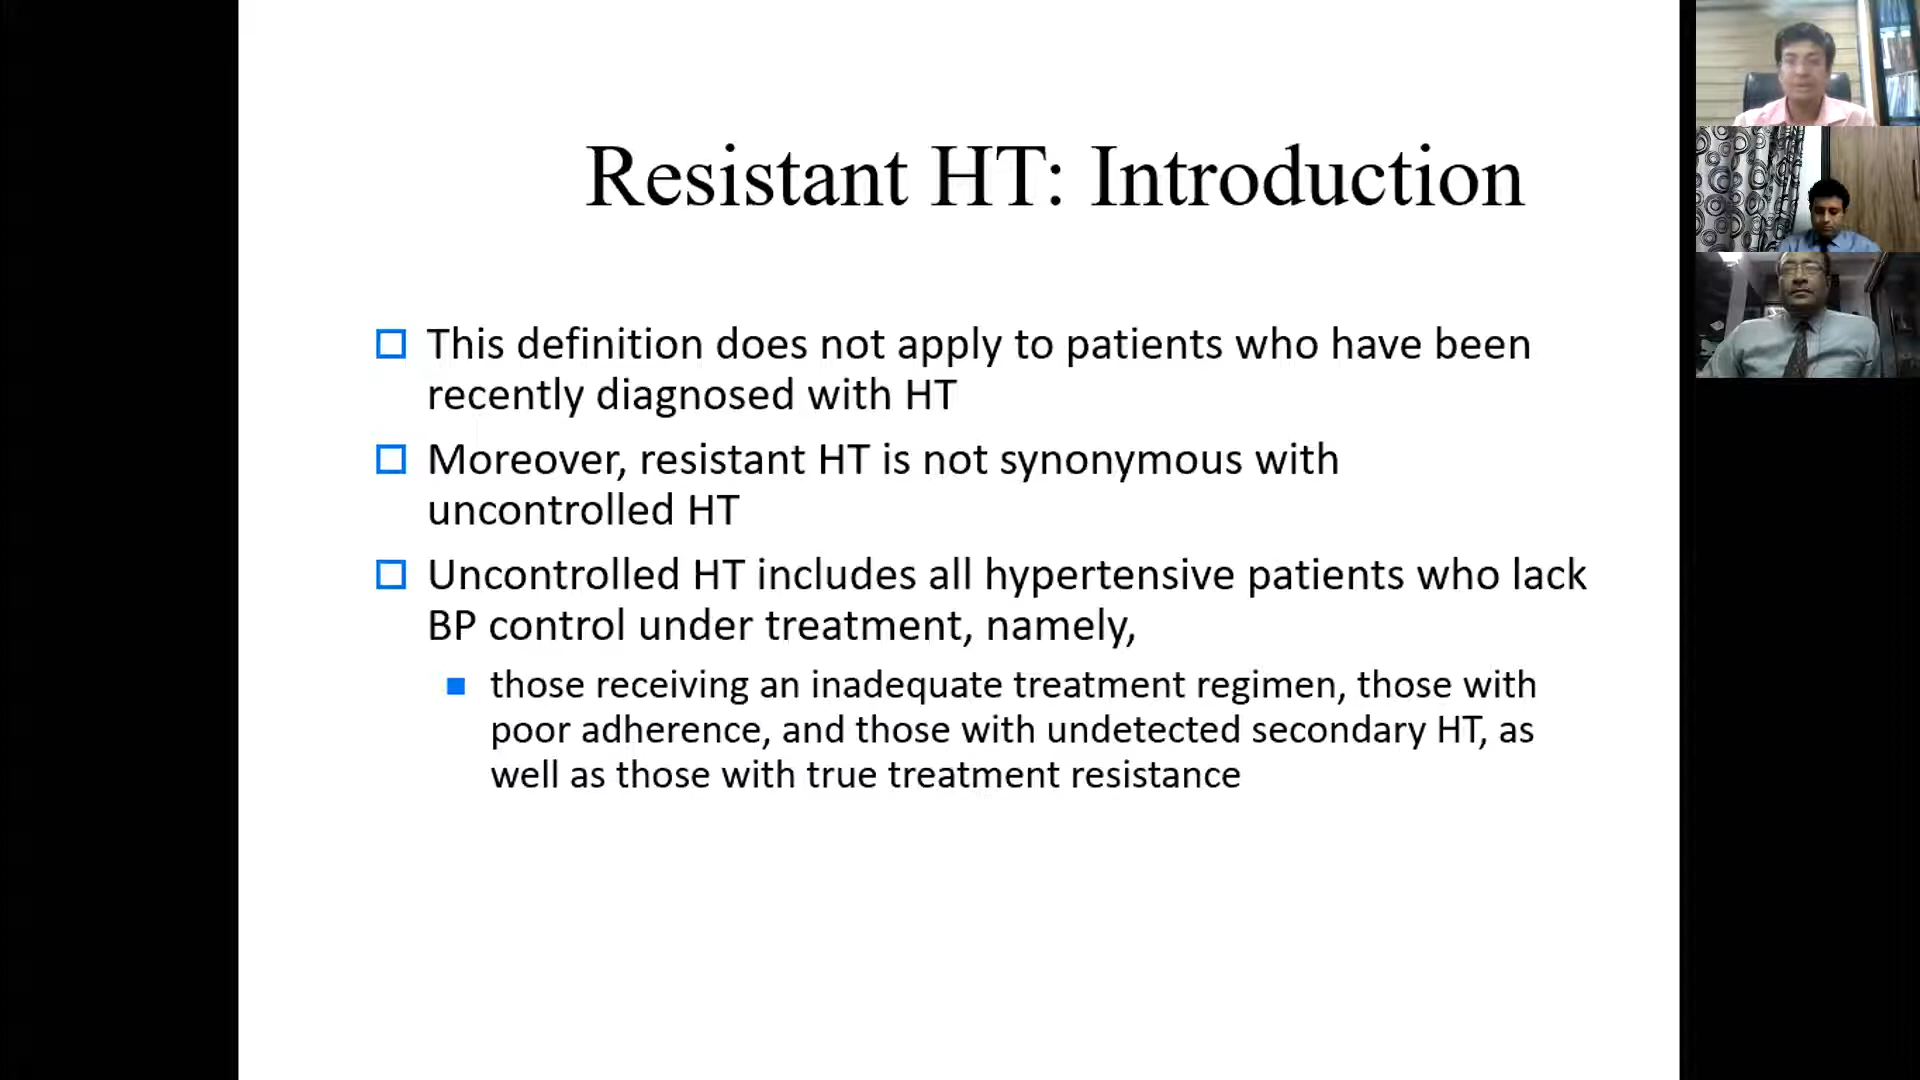 Resistant HT: Introduction
This definition does not apply to patients who have been
recently diagnosed with HT
Moreover, resistant HT is not synonymous with
uncontrolled HT
Uncontrolled HT includes all hypertensive patients who lack
BP control under treatment, namely,
those receiving an inadequate treatment regimen, those with
poor adherence, and those with undetected secondary HT, as
well as those with true treatment resistance